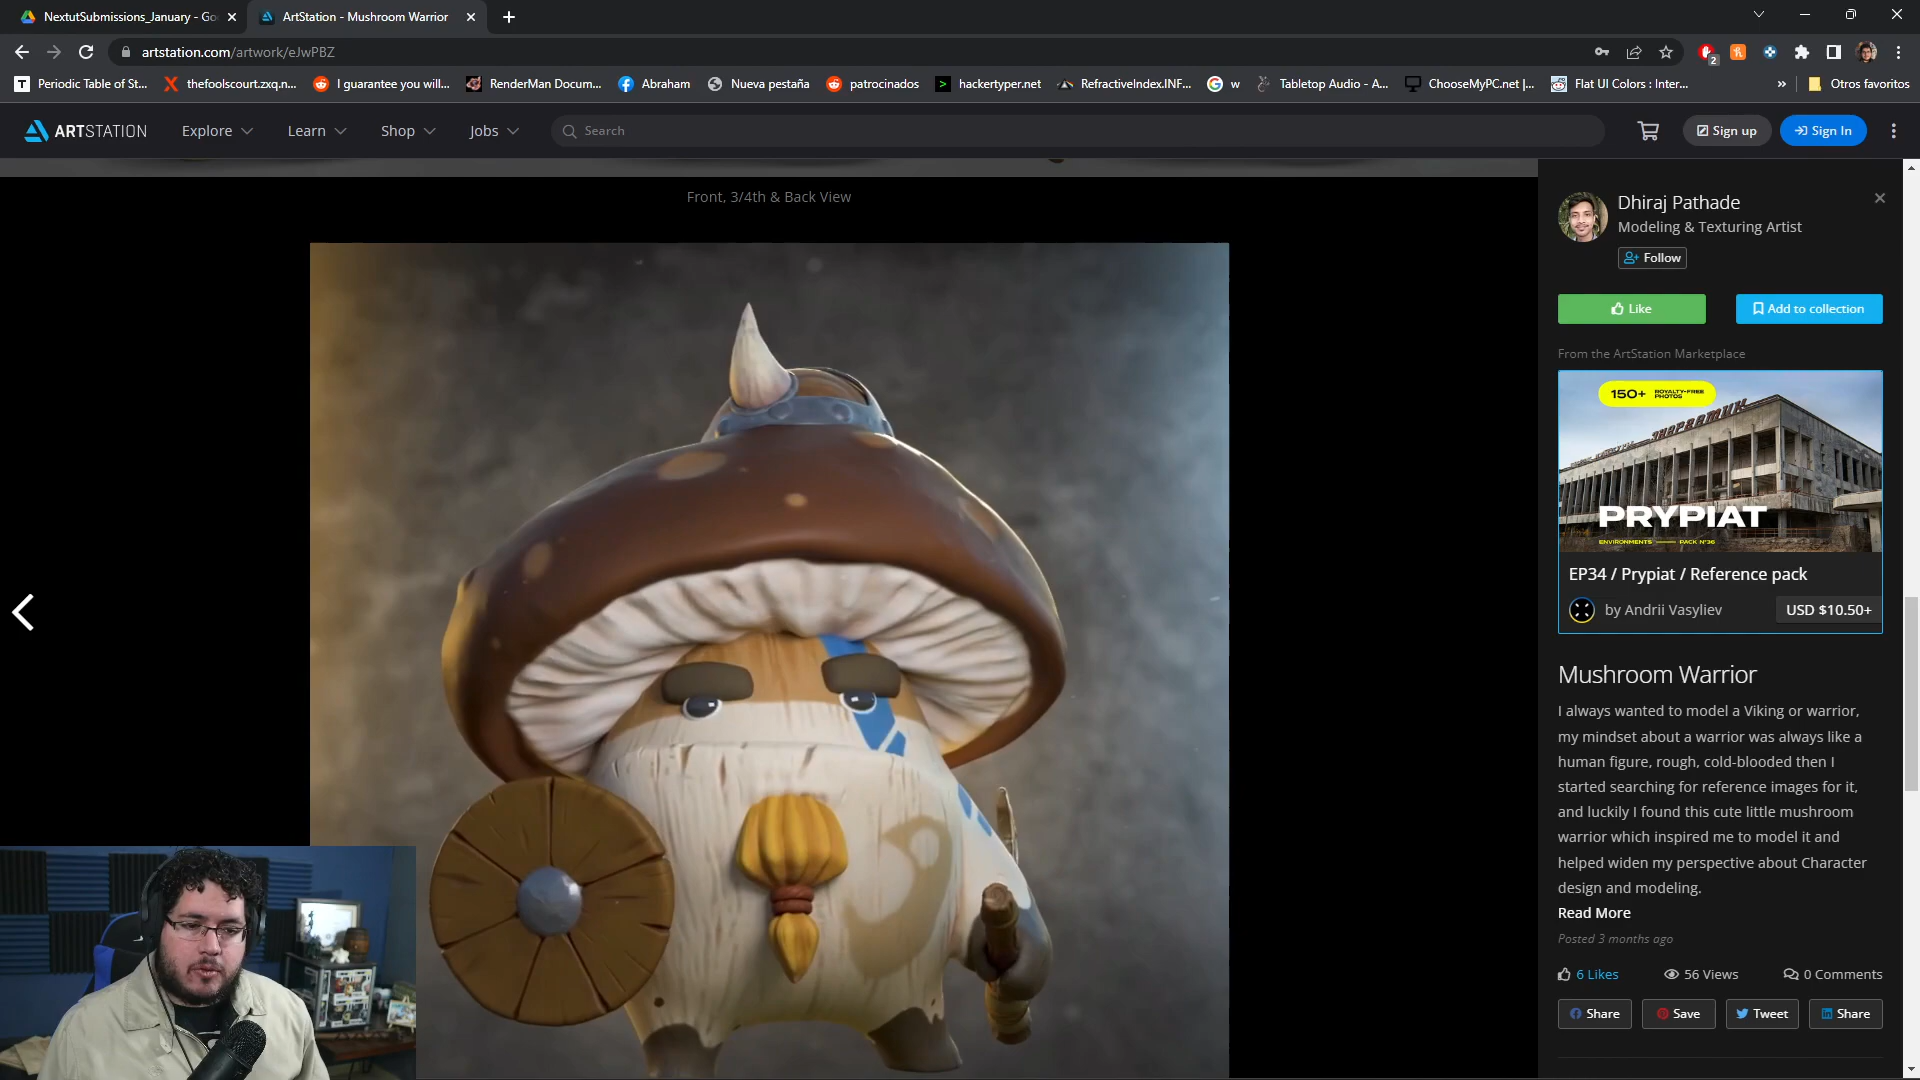 NextutSubmissions_January - Go
ArtStation - Mushroom Warrior
artstation.com/artwork/eJwPBZ
2
Periodic Table of St...
thefoolscourt.zxq.n...
I guarantee you will...
RenderMan Docum...
Abraham
Nueva pestaña
patrocinados
hackertyper.net
RefractiveIndex.INF...
w
Tabletop Audio - A...
ChooseMyPC.net |...
Flat UI Colors : Inter...
»
Otros favoritos
ARTSTATION
Explore
Learn
Shop
Jobs
Search
Sign up
Sign In
Front, 3/4th & Back View
Dhiraj Pathade
Modeling & Texturing Artist
Follow
Like
Add to collection
From the ArtStation Marketplace
150+ ROYALTY-FREE PHOTOS
PRYPIAT
ENVIRONMENTS PACK N°36
EP34 / Prypiat / Reference pack
by Andrii Vasyliev
USD $10.50+
Mushroom Warrior
I always wanted to model a Viking or warrior,
my mindset about a warrior was always like a
human figure, rough, cold-blooded then I
started searching for reference images for it,
and luckily I found this cute little mushroom
warrior which inspired me to model it and
helped widen my perspective about Character
design and modeling.
Read More
Posted 3 months ago
6 Likes
56 Views
0 Comments
Share
Save
Tweet
Share